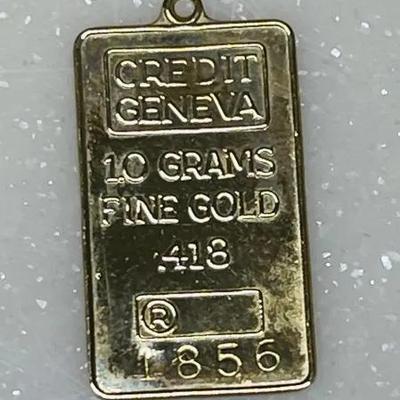 CREDIT
GENEVA
1.0 GRAMS
FINE GOLD
.418
®
1856